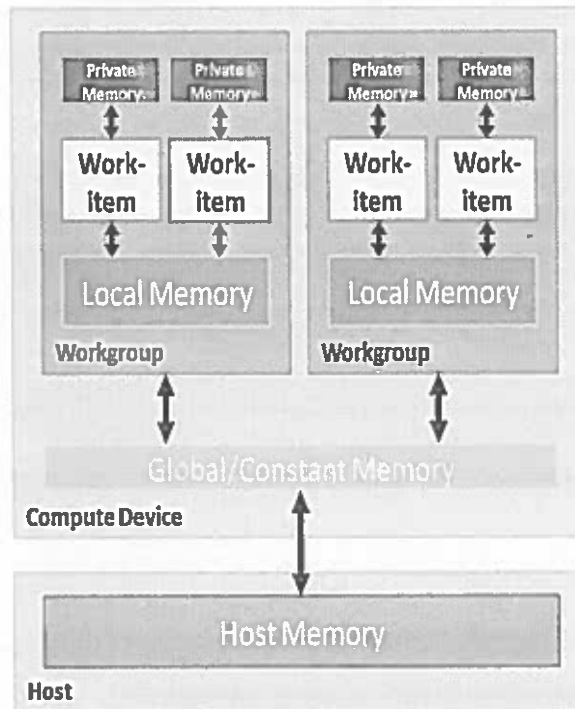 Private Private Private Private
Memory Memory Memory Memory
Work- Work- Work- Work-
item item item item
Local Memory Local Memory
Workgroup Workgroup
Global/Constant Memory
Compute Device
Host Memory
Host